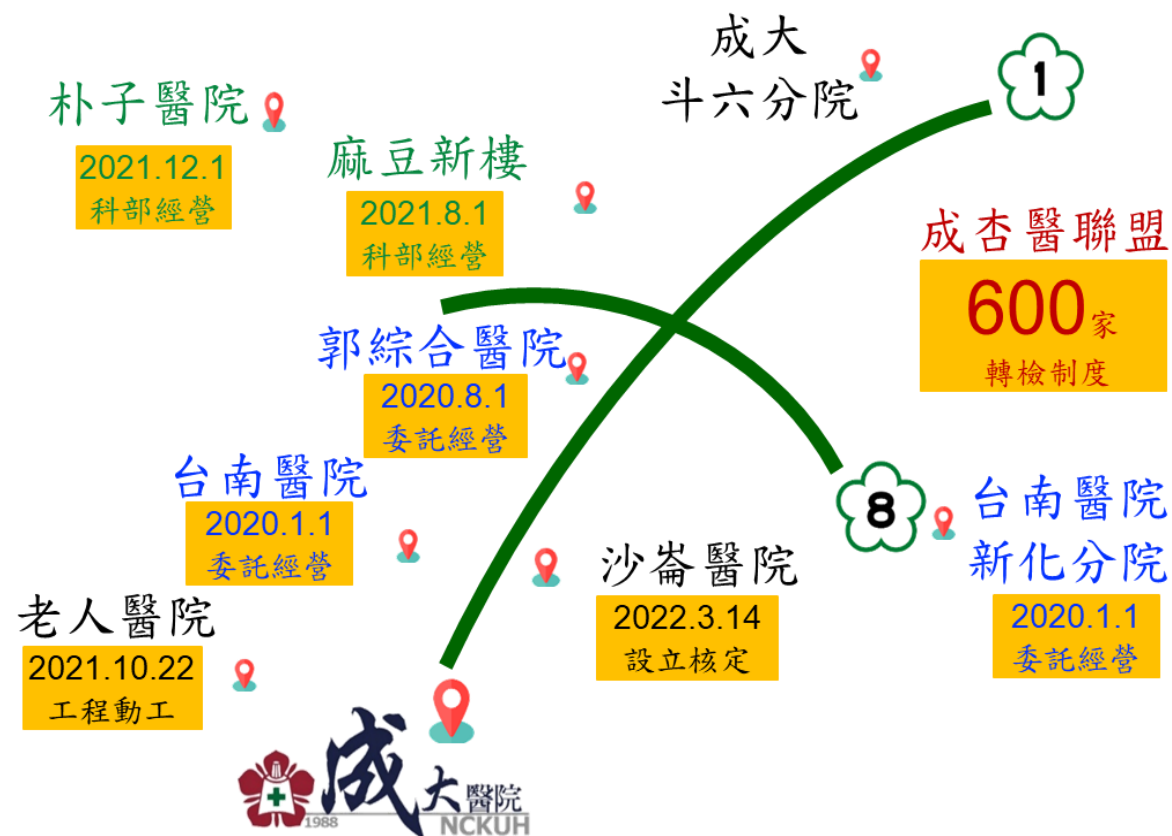 成大
斗六分院
1
朴子醫院
2021.12.1
科部經營
麻豆新樓
2021.8.1
科部經營
成杏醫聯盟
600家
轉檢制度
郭綜合醫院
2020.8.1
委託經營
台南醫院
2020.1.1
委託經營
8
台南醫院
新化分院
2020.1.1
委託經營
沙崙醫院
2022.3.14
設立核定
老人醫院
2021.10.22
工程動工
成大醫院
1988
NCKUH